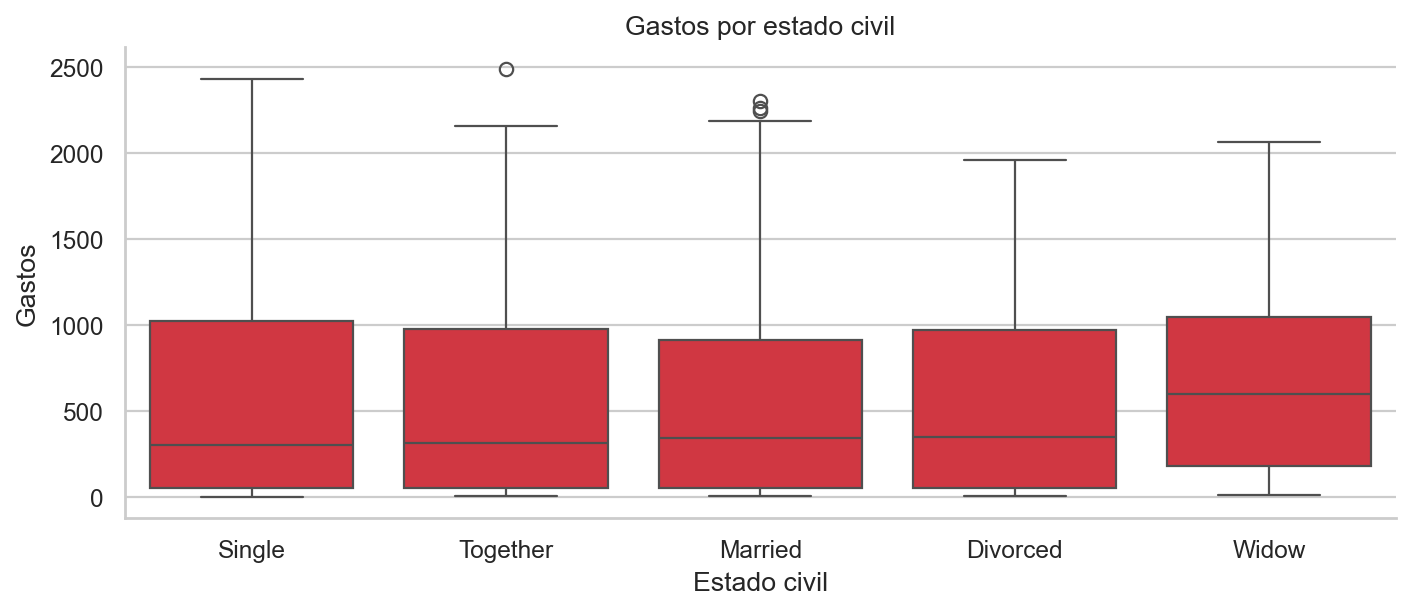 Gastos por estado civil
2500
2000
1500
1000
500
0
Gastos
Single Together Married Divorced Widow
Estado civil